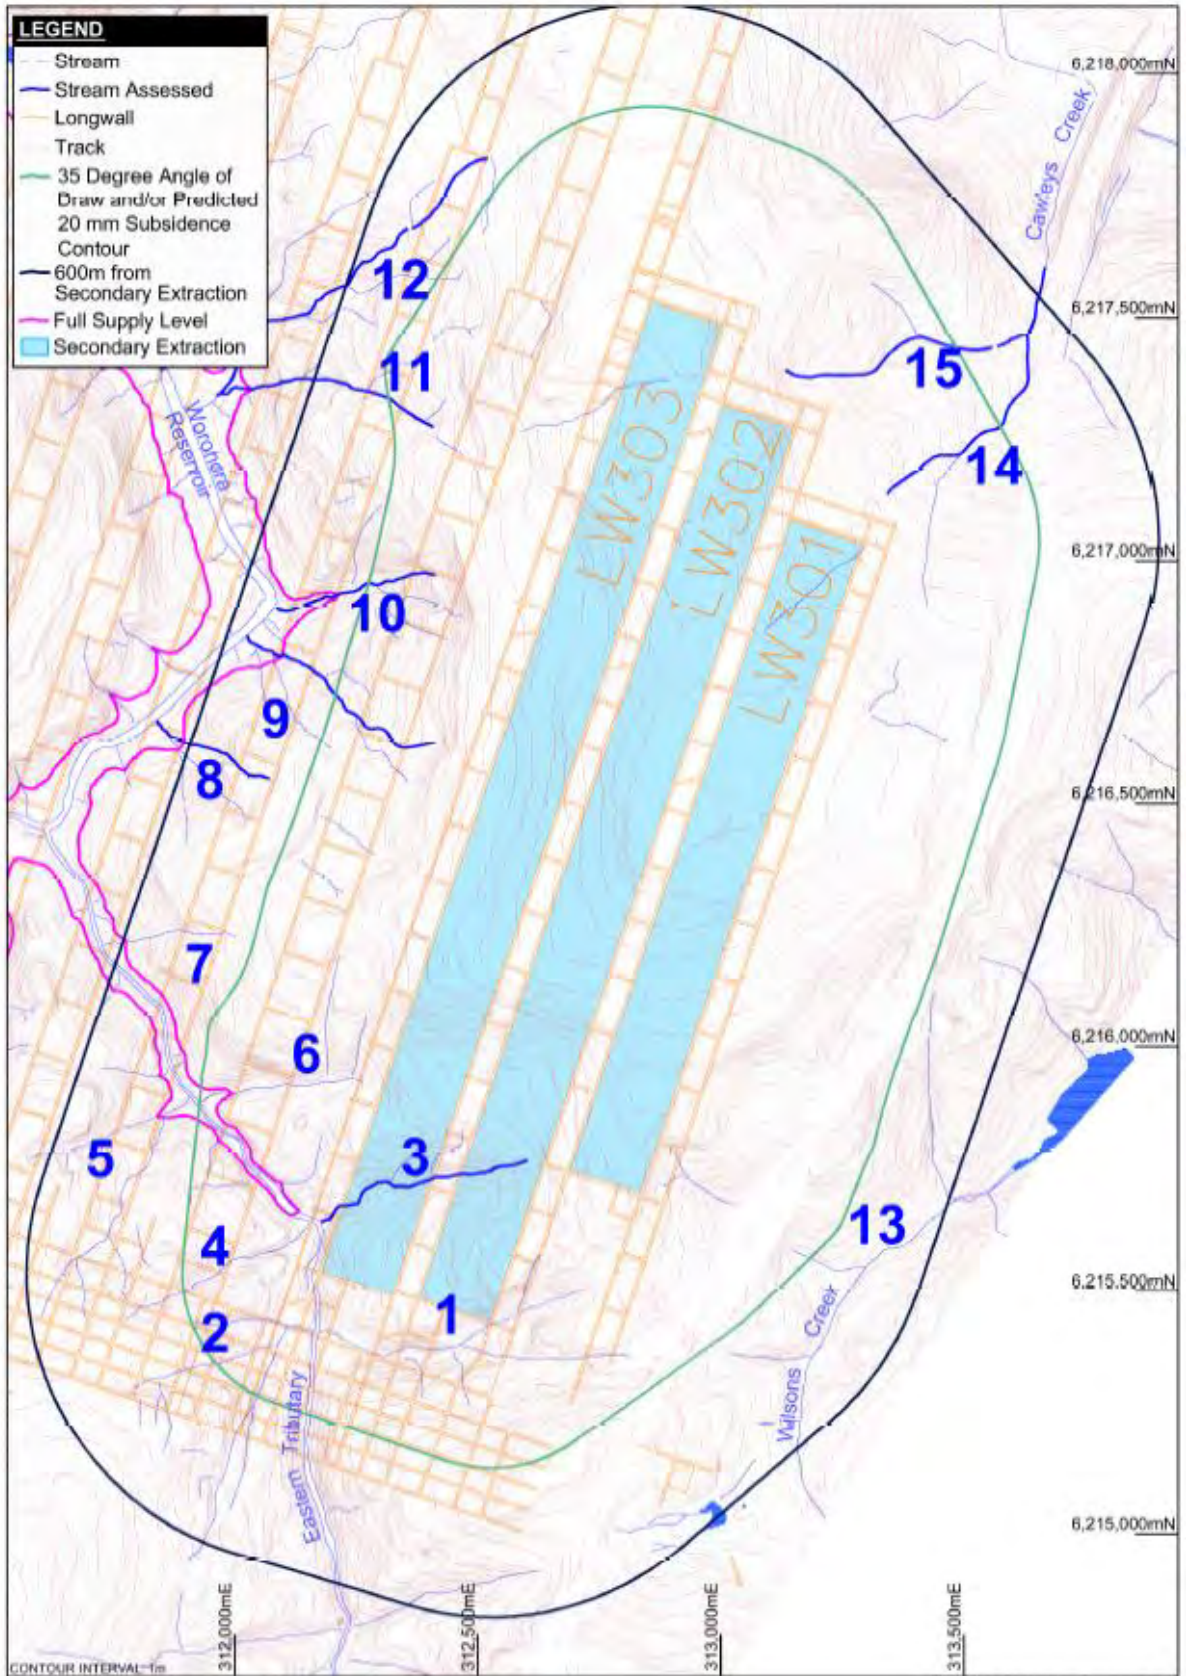 LEGEND
Stream
Stream Assessed
Longwall
Track
35 Degree Angle of
Draw and/or Predicted
20 mm Subsidence
Contour
600m from
Secondary Extraction
Full Supply Level
Secondary Extraction
6,218,000mN
Cawleys Creek
12
6,217,500mN
11
15
Woronora
Reservoir
LW303
LW302
14
LW301
6,217,000mN
10
9
8
6,216,500mN
7
6
6,216,000mN
5
3
13
4
6,215,500mN
1
2
Wilsons Creek
Eastern Tributary
6,215,000mN
312,000mE
312,500mE
313,000mE
313,500mE
CONTOUR INTERVAL 1m